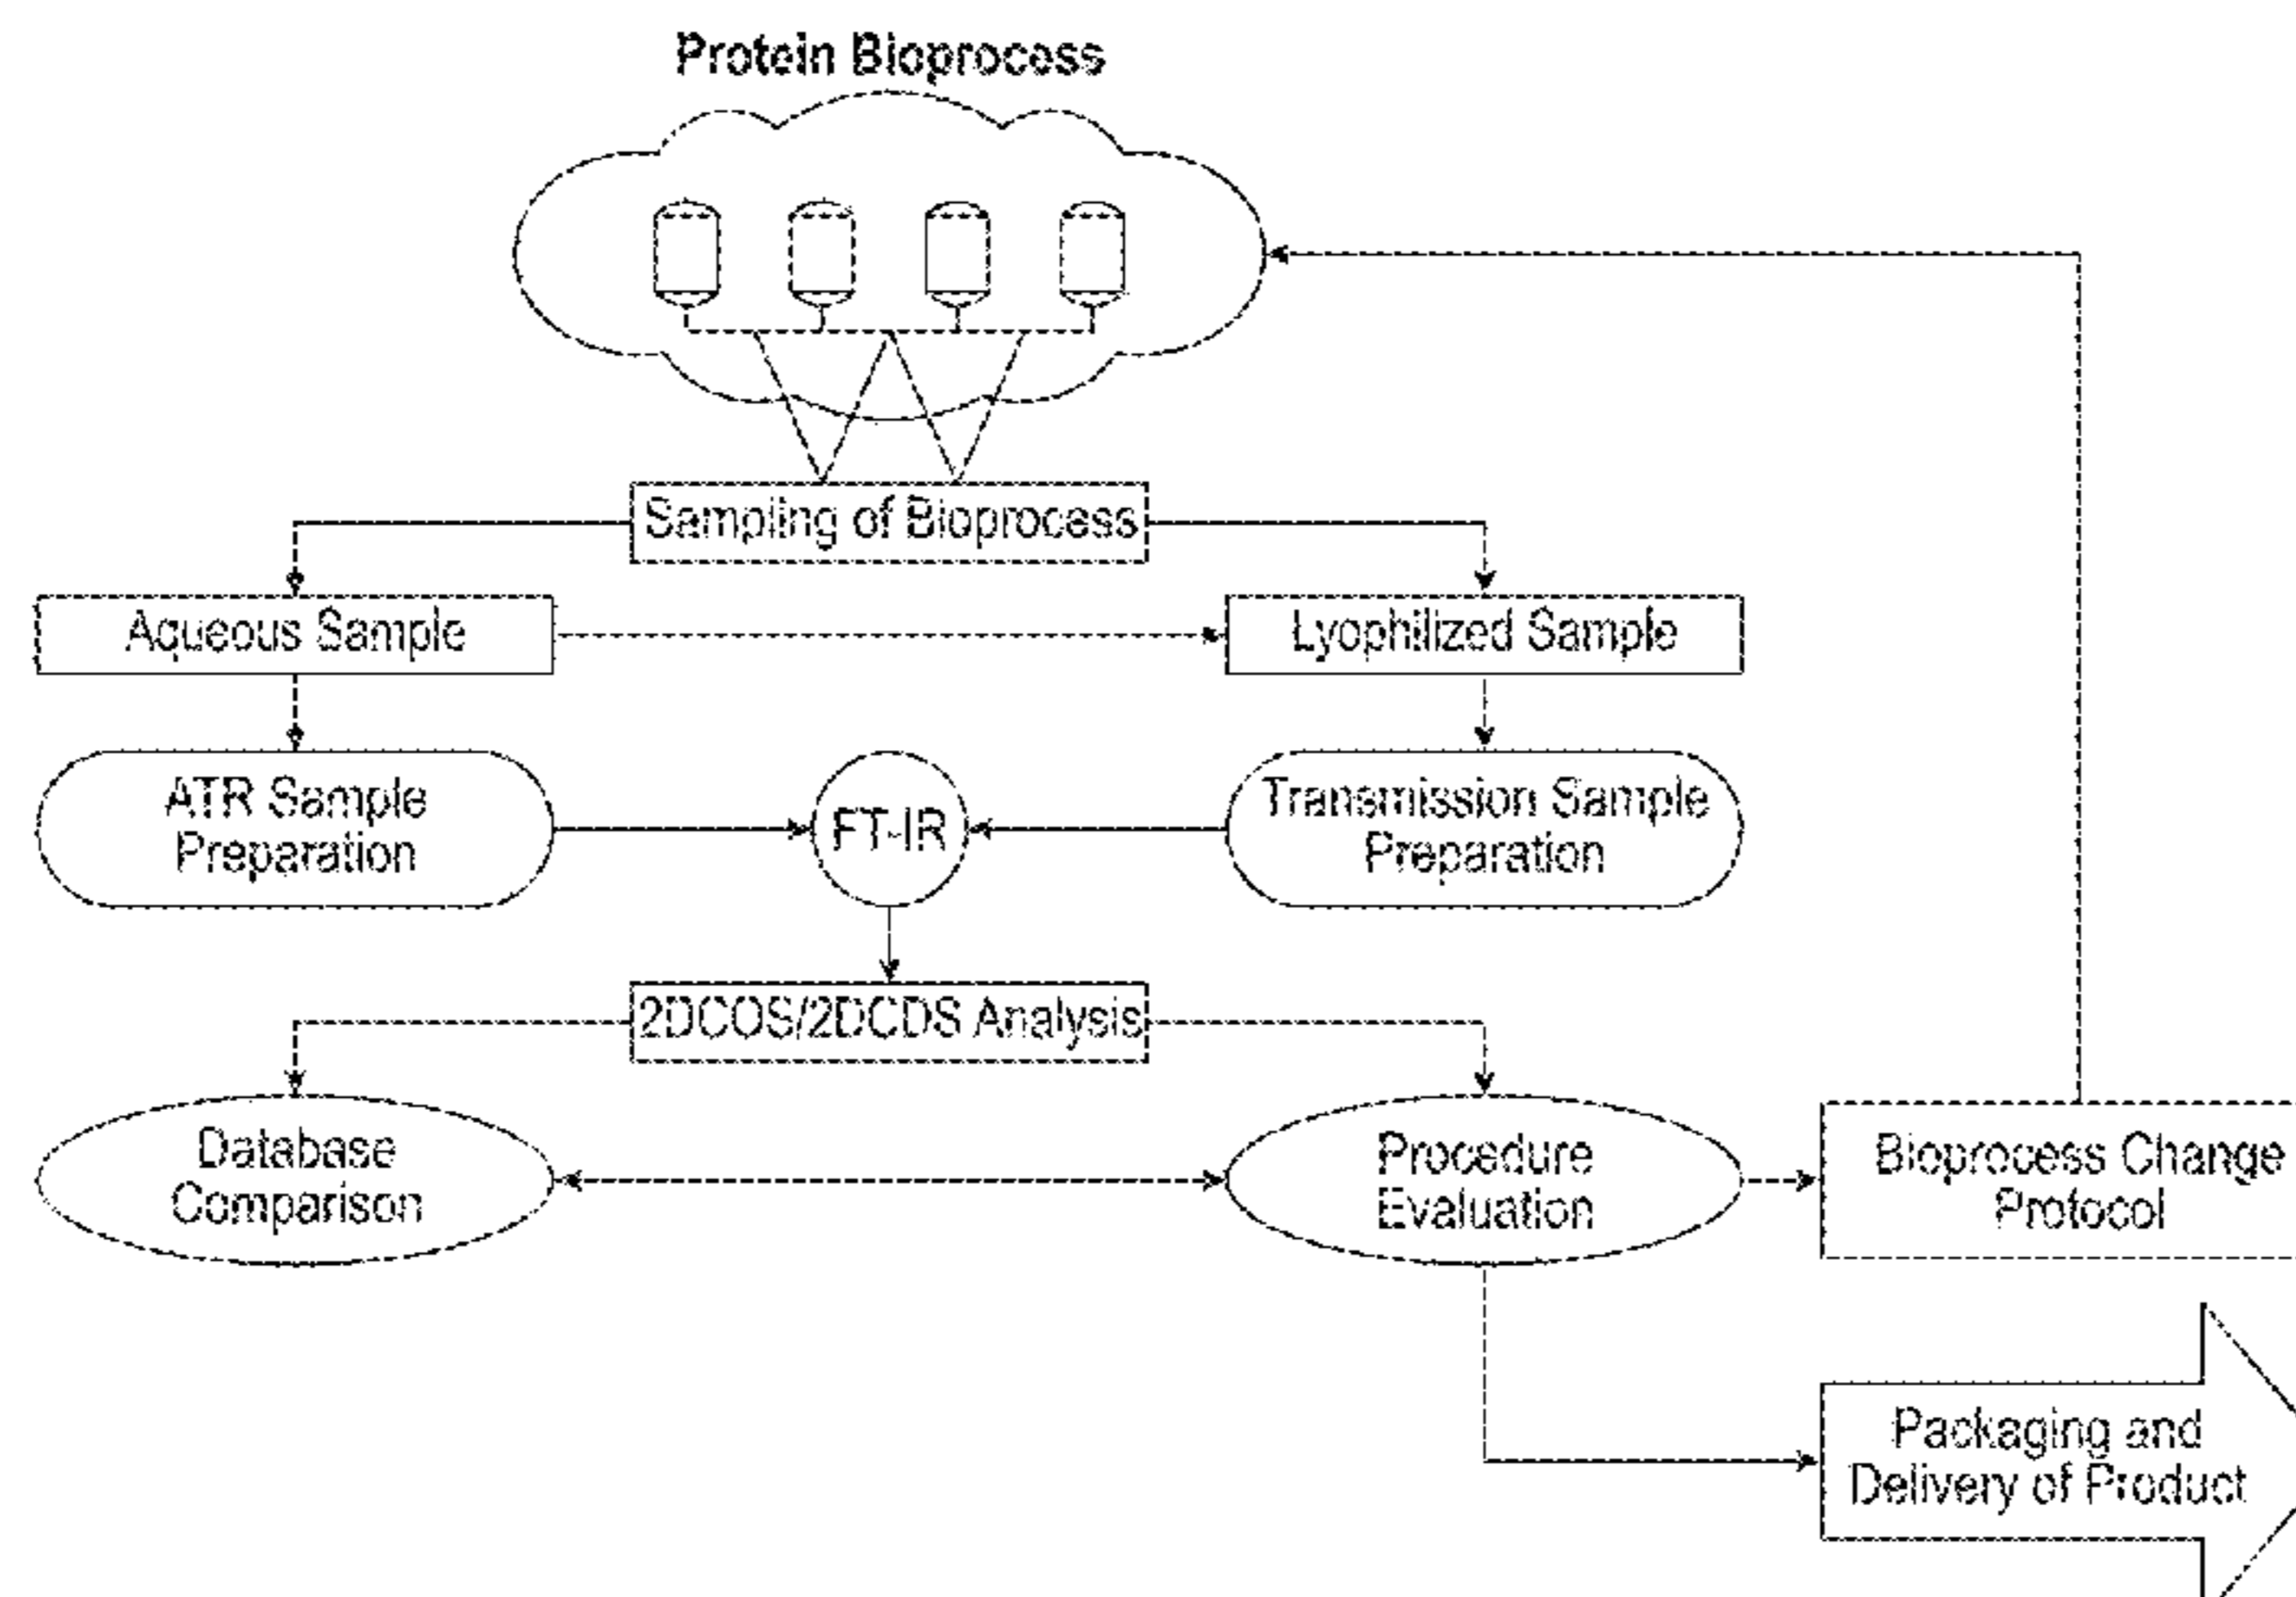 Protein Bioprocess
Sampling of Bioprocess
Aqueous Sample
Lyophilized Sample
ATR Sample
Preparation
FT-IR
Transmission Sample
Preparation
2DCOS/2DCDS Analysis
Database
Comparison
Procedure
Evaluation
Bioprocess Change
Protocol
Packaging and
Delivery of Product